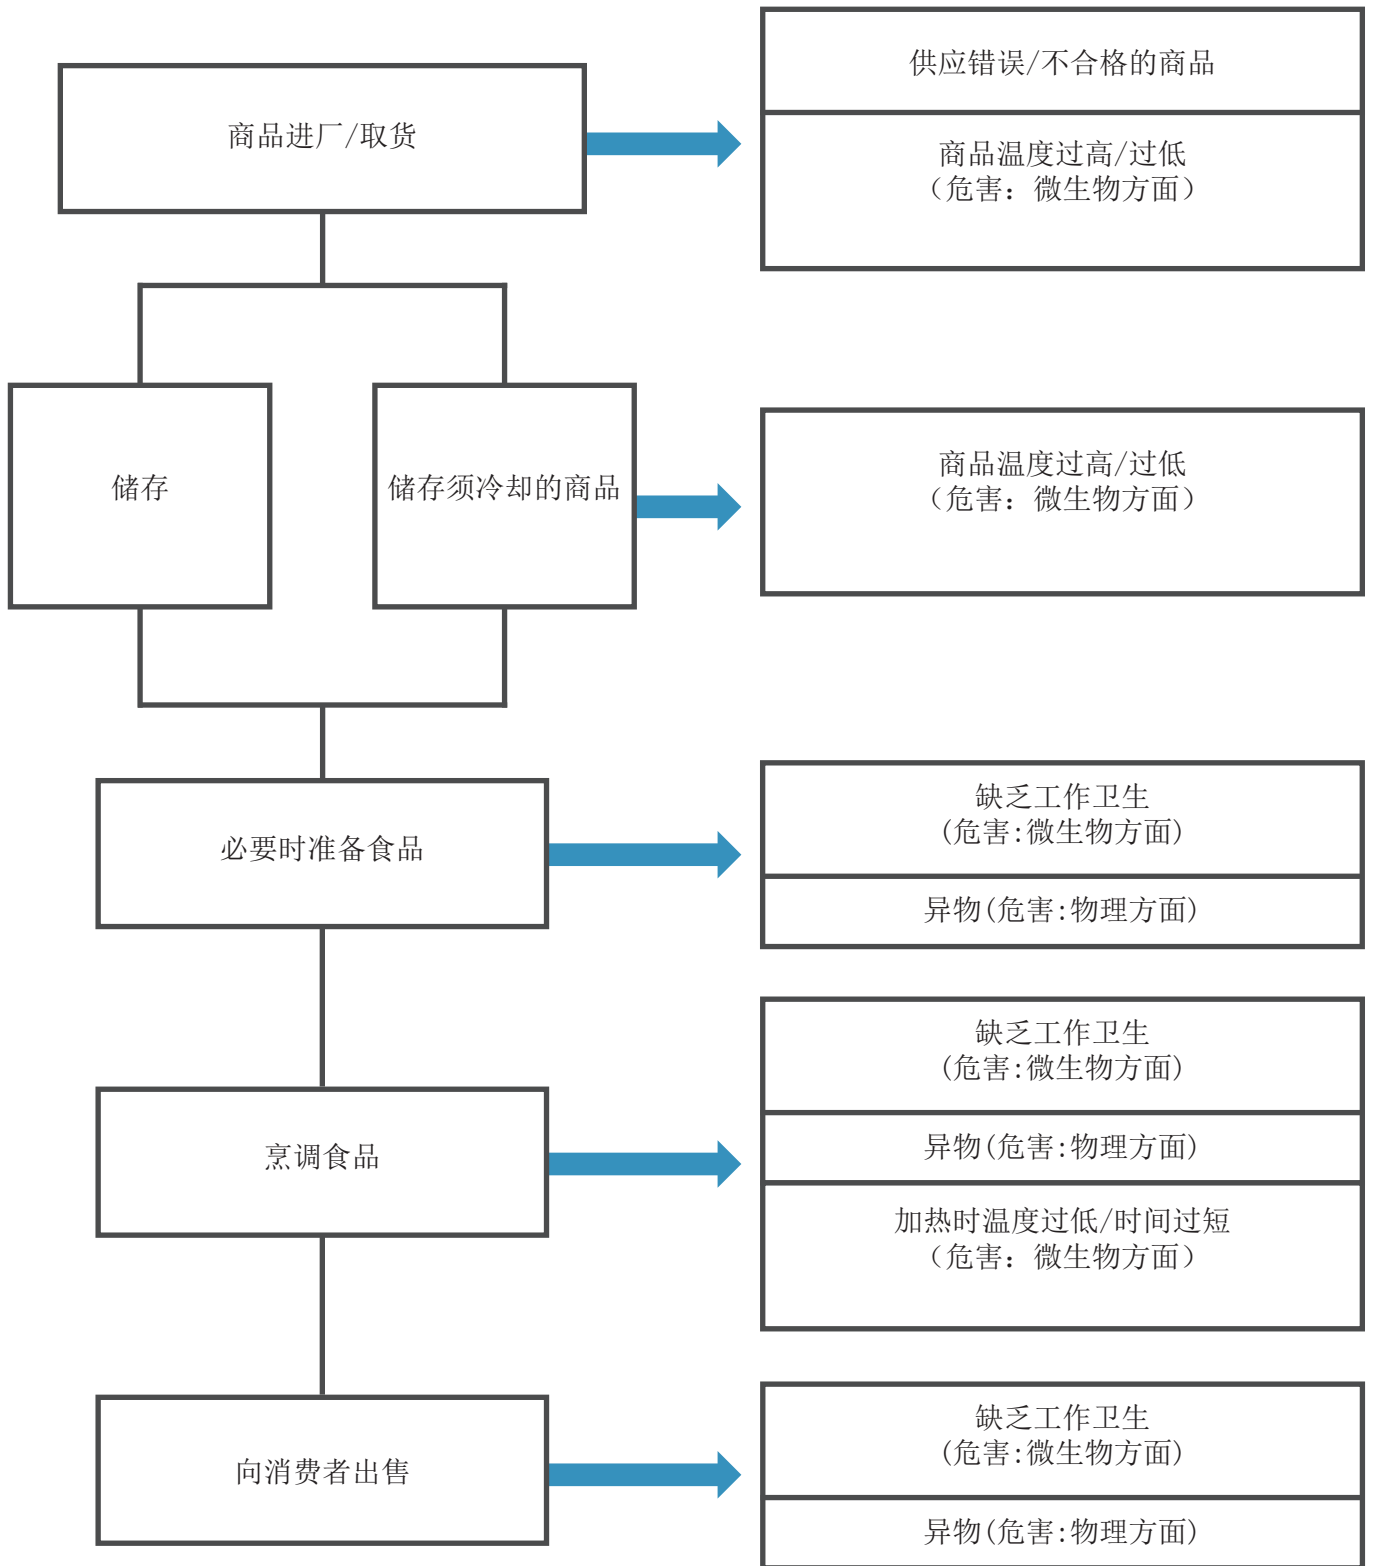 供应错误/不合格的商品
商品进厂/取货
商品温度过高/过低
（危害：微生物方面）
储存
储存须冷却的商品
商品温度过高/过低
（危害：微生物方面）
必要时准备食品
缺乏工作卫生
(危害:微生物方面)
异物(危害:物理方面)
烹调食品
缺乏工作卫生
(危害:微生物方面)
异物(危害:物理方面)
加热时温度过低/时间过短
（危害：微生物方面）
向消费者出售
缺乏工作卫生
(危害:微生物方面)
异物(危害:物理方面)